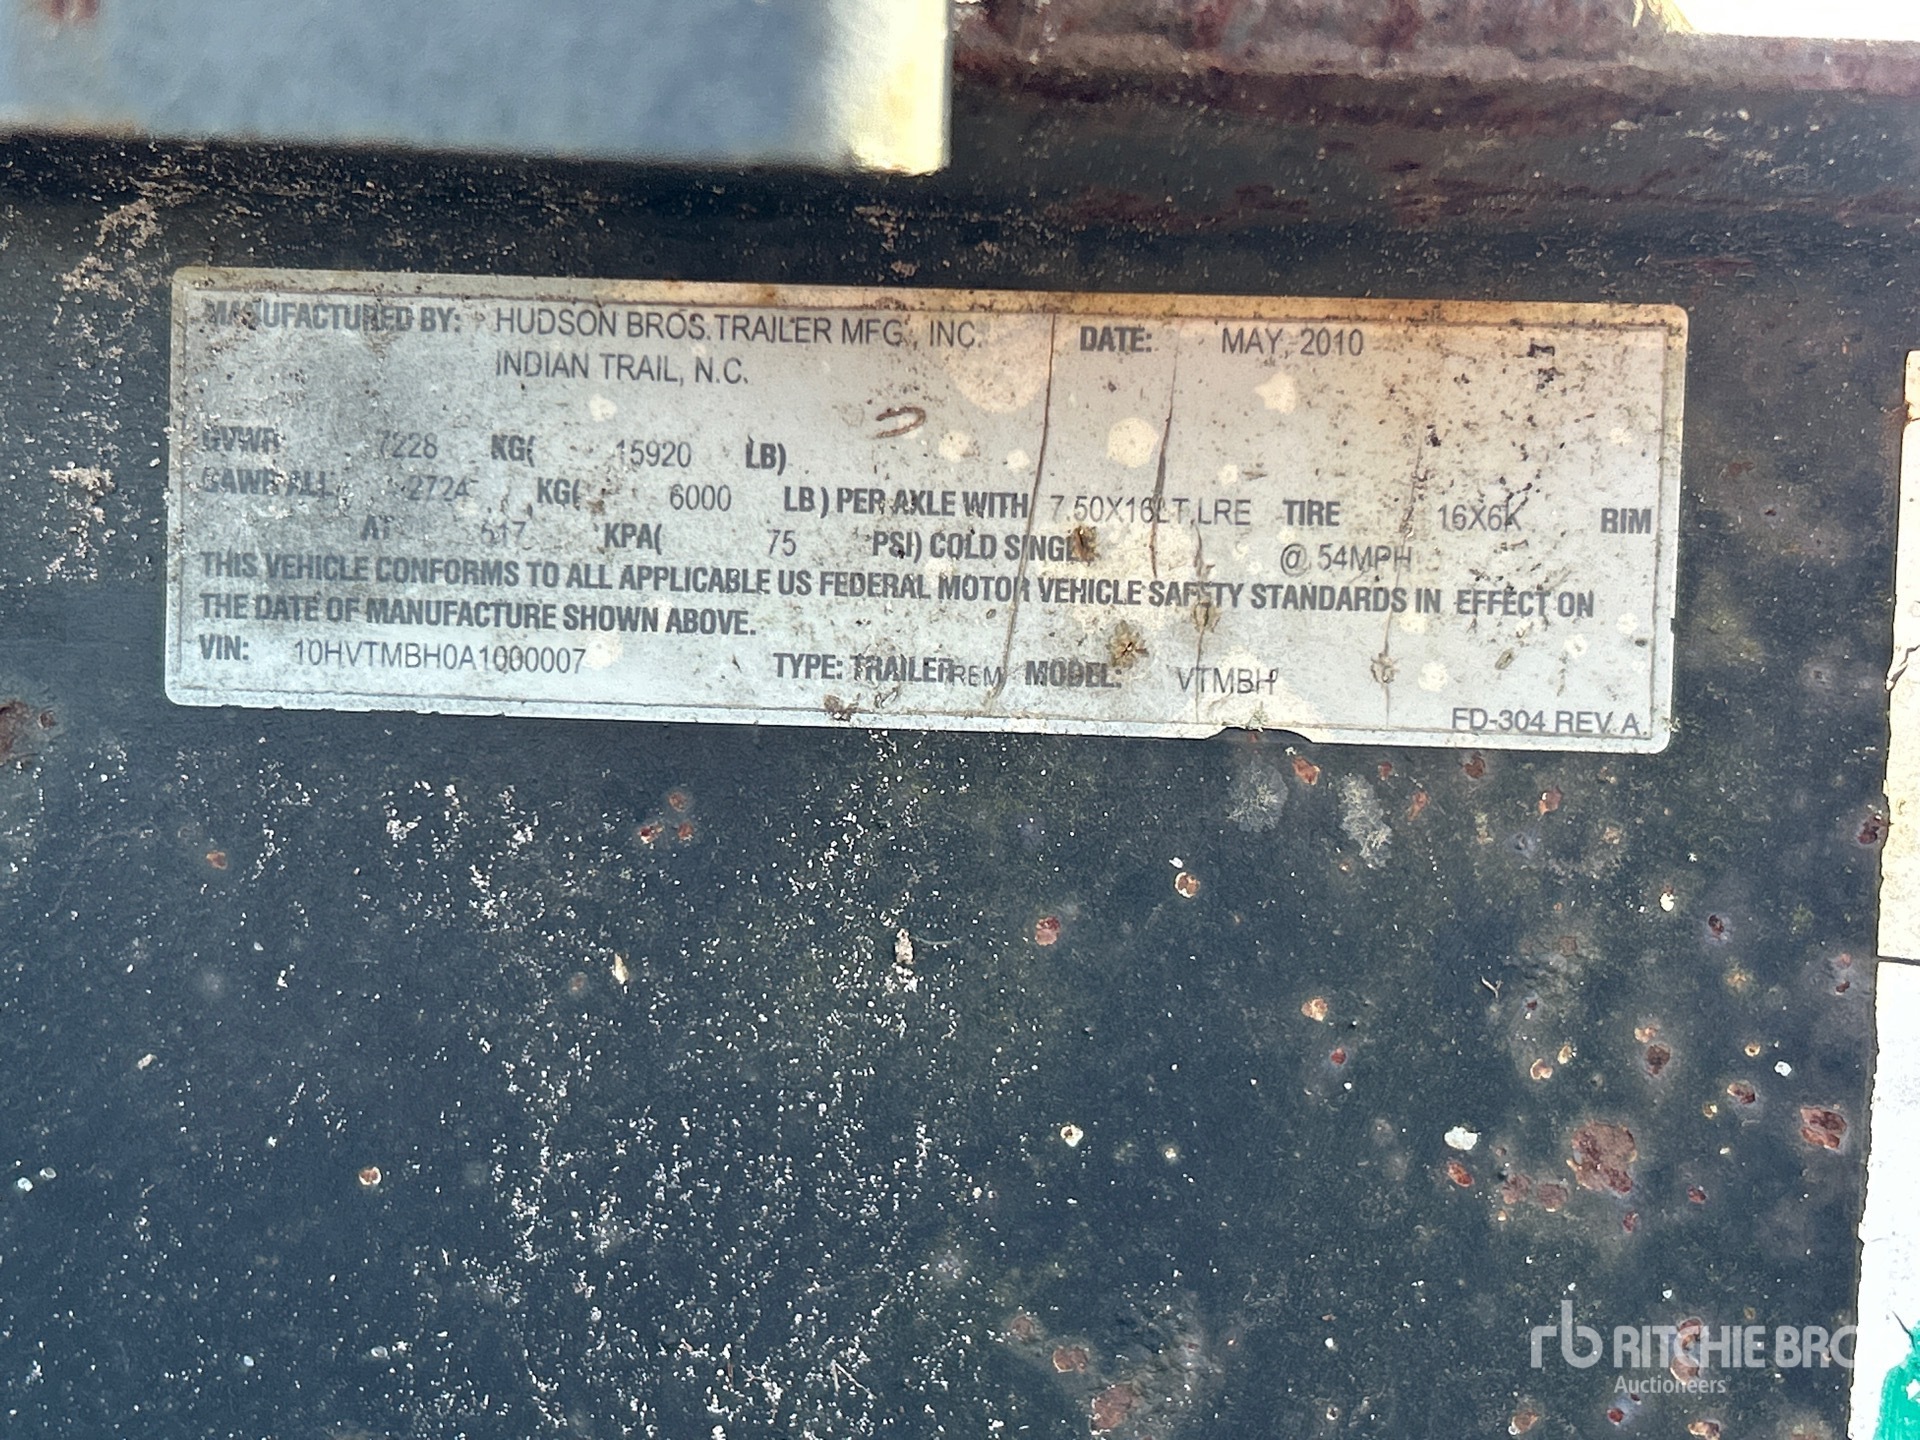 MANUFACTURED BY: HUDSON BROS. TRAILER MFG., INC. DATE: MAY, 2010
INDIAN TRAIL, N.C.
GVWR 7228 KG( 15920 LB)
GAWR ALL 2724 KG( 6000 LB) PER AXLE WITH 7.50X16LT,LRE TIRE 16X6K RIM
AT 517 KPA( 75 PSI) COLD SINGLE @ 54MPH
THIS VEHICLE CONFORMS TO ALL APPLICABLE US FEDERAL MOTOR VEHICLE SAFETY STANDARDS IN EFFECT ON
THE DATE OF MANUFACTURE SHOWN ABOVE.
VIN: 10HVTMBH0A1000007 TYPE: TRAILER REM MODEL: VTMBH
FD-304 REV. A
rb RITCHIE BRO
Auctioneers